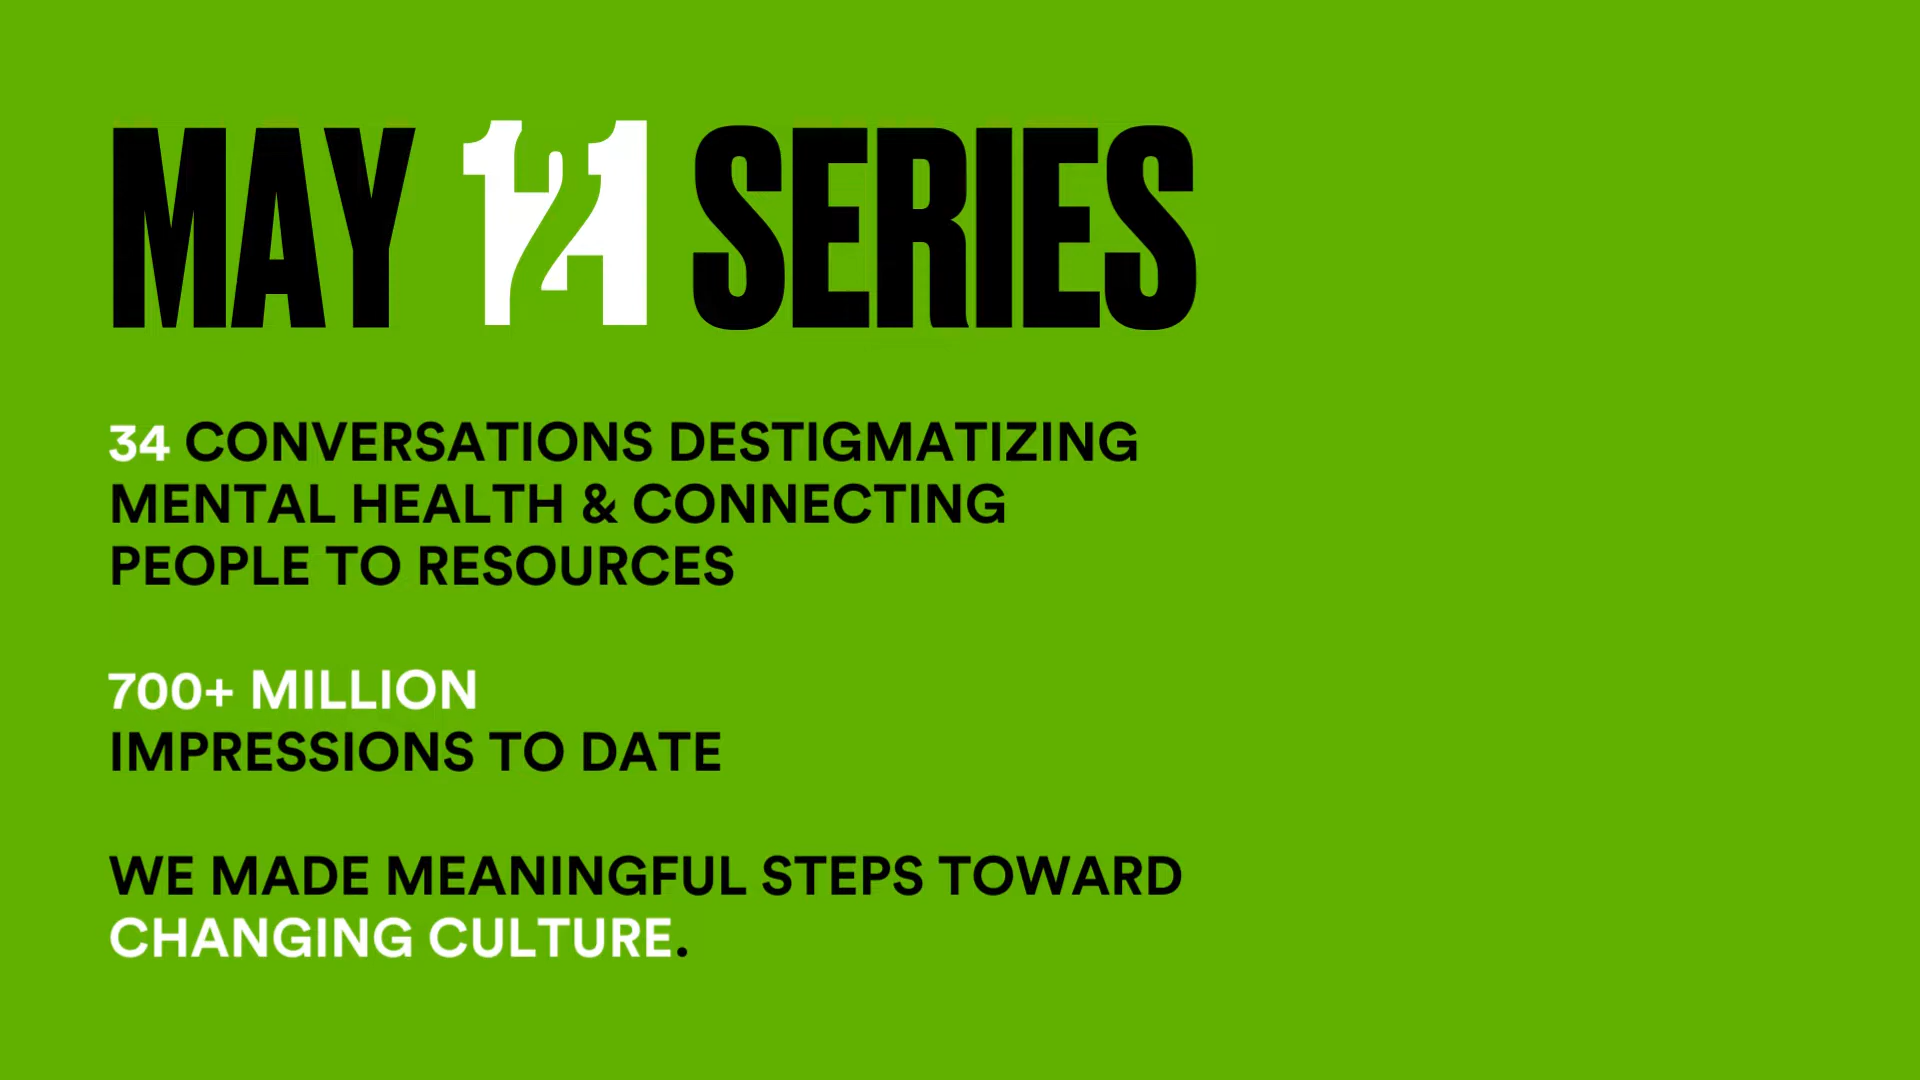 MAY 121 SERIES
34 CONVERSATIONS DESTIGMATIZING
MENTAL HEALTH & CONNECTING
PEOPLE TO RESOURCES
700+ MILLION
IMPRESSIONS TO DATE
WE MADE MEANINGFUL STEPS TOWARD
CHANGING CULTURE.